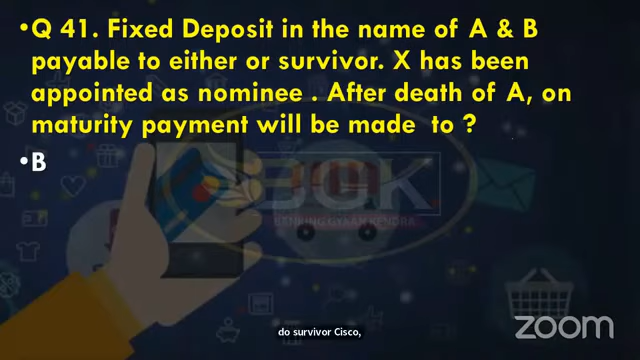 •Q 41. Fixed Deposit in the name of A & B
payable to either or survivor. X has been
appointed as nominee . After death of A, on
maturity payment will be made  to ?
•B
BGK
BANKING GYAAN KENDRA
do survivor Cisco,
zoom